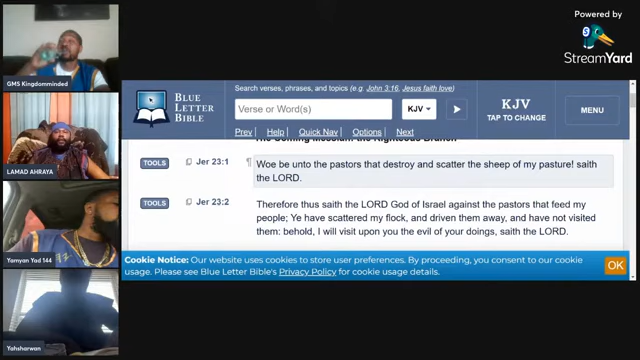 Powered by
StreamYard
GMS Kingdomminded
LAMAD AHRAYA
Yamyan Yad 144
Yahsharwan
BLUE
LETTER
BIBLE
Search verses, phrases, and topics (e.g. John 3:16, Jesus faith love)
Verse or Word(s)
KJV
KJV
TAP TO CHANGE
MENU
Prev | Help | Quick Nav | Options | Next
The Coming Messiah: the Righteous Branch
TOOLS Jer 23:1 ¶ Woe be unto the pastors that destroy and scatter the sheep of my pasture! saith
the LORD.
TOOLS Jer 23:2 Therefore thus saith the LORD God of Israel against the pastors that feed my
people; Ye have scattered my flock, and driven them away, and have not visited
them: behold, I will visit upon you the evil of your doings, saith the LORD.
Cookie Notice: Our website uses cookies to store user preferences. By proceeding, you consent to our cookie
usage. Please see Blue Letter Bible's Privacy Policy for cookie usage details.
OK